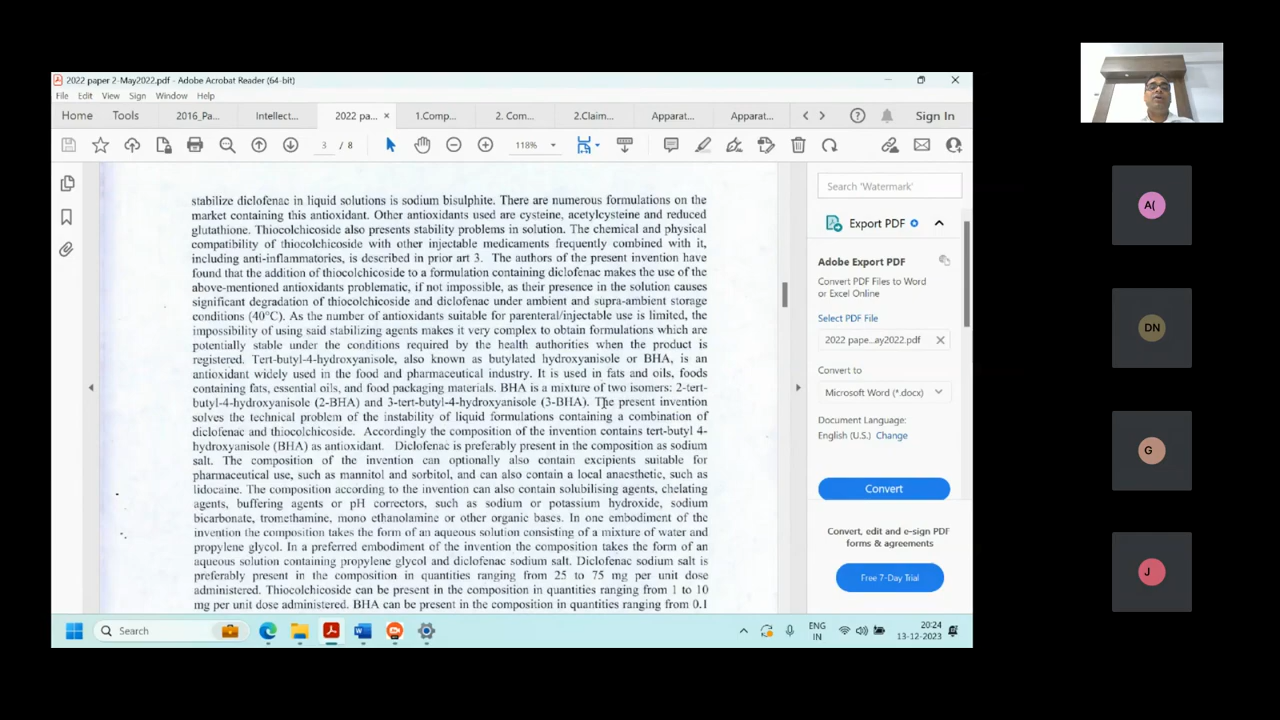 2022 paper 2-May2022.pdf - Adobe Acrobat Reader (64-bit)
File Edit View Sign Window Help
Home Tools 2016_Pa... Intellect... 2022 pa... × 1.Comp... 2. Com... 2.Claim... Apparat... Apparat... Sign In
3 / 8 118%
stabilize diclofenac in liquid solutions is sodium bisulphite. There are numerous formulations on the
market containing this antioxidant. Other antioxidants used are cysteine, acetylcysteine and reduced
glutathione. Thiocolchicoside also presents stability problems in solution. The chemical and physical
compatibility of thiocolchicoside with other injectable medicaments frequently combined with it,
including anti-inflammatories, is described in prior art 3. The authors of the present invention have
found that the addition of thiocolchicoside to a formulation containing diclofenac makes the use of the
above-mentioned antioxidants problematic, if not impossible, as their presence in the solution causes
significant degradation of thiocolchicoside and diclofenac under ambient and supra-ambient storage
conditions (40°C). As the number of antioxidants suitable for parenteral/injectable use is limited, the
impossibility of using said stabilizing agents makes it very complex to obtain formulations which are
potentially stable under the conditions required by the health authorities when the product is
registered. Tert-butyl-4-hydroxyanisole, also known as butylated hydroxyanisole or BHA, is an
antioxidant widely used in the food and pharmaceutical industry. It is used in fats and oils, foods
containing fats, essential oils, and food packaging materials. BHA is a mixture of two isomers: 2-tert-
butyl-4-hydroxyanisole (2-BHA) and 3-tert-butyl-4-hydroxyanisole (3-BHA). The present invention
solves the technical problem of the instability of liquid formulations containing a combination of
diclofenac and thiocolchicoside. Accordingly the composition of the invention contains tert-butyl 4-
hydroxyanisole (BHA) as antioxidant. Diclofenac is preferably present in the composition as sodium
salt. The composition of the invention can optionally also contain excipients suitable for
pharmaceutical use, such as mannitol and sorbitol, and can also contain a local anaesthetic, such as
lidocaine. The composition according to the invention can also contain solubilising agents, chelating
agents, buffering agents or pH correctors, such as sodium or potassium hydroxide, sodium
bicarbonate, tromethamine, mono ethanolamine or other organic bases. In one embodiment of the
invention the composition takes the form of an aqueous solution consisting of a mixture of water and
propylene glycol. In a preferred embodiment of the invention the composition takes the form of an
aqueous solution containing propylene glycol and diclofenac sodium salt. Diclofenac sodium salt is
preferably present in the composition in quantities ranging from 25 to 75 mg per unit dose
administered. Thiocolchicoside can be present in the composition in quantities ranging from 1 to 10
mg per unit dose administered. BHA can be present in the composition in quantities ranging from 0.1
Search 'Watermark'
Export PDF
Adobe Export PDF
Convert PDF Files to Word
or Excel Online
Select PDF File
2022 pape...ay2022.pdf ×
Convert to
Microsoft Word (*.docx)
Document Language:
English (U.S.) Change
Convert
Convert, edit and e-sign PDF
forms & agreements
Free 7-Day Trial
Search
ENG
IN
20:24
13-12-2023
A(
DN
G
J